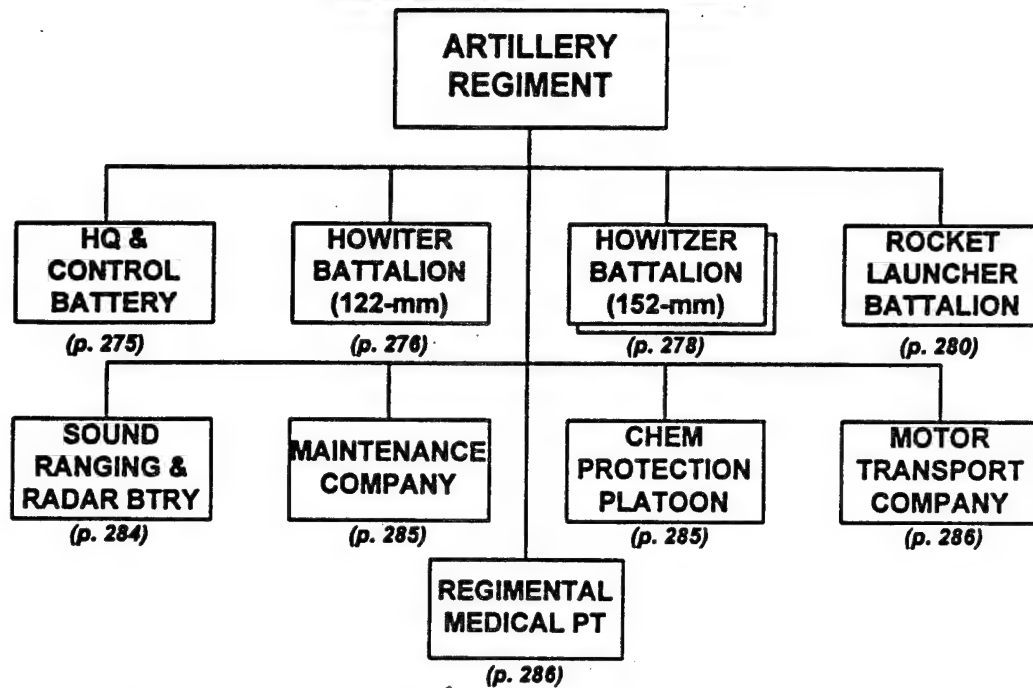 ARTILLERY
REGIMENT
HQ &
CONTROL
BATTERY
(p. 275)
HOWITER
BATTALION
(122-mm)
(p. 276)
HOWITZER
BATTALION
(152-mm)
(p. 278)
ROCKET
LAUNCHER
BATTALION
(p. 280)
SOUND
RANGING &
RADAR BTRY
(p. 284)
MAINTENANCE
COMPANY
(p. 285)
CHEM
PROTECTION
PLATOON
(p. 285)
MOTOR
TRANSPORT
COMPANY
(p. 286)
REGIMENTAL
MEDICAL PT
(p. 286)